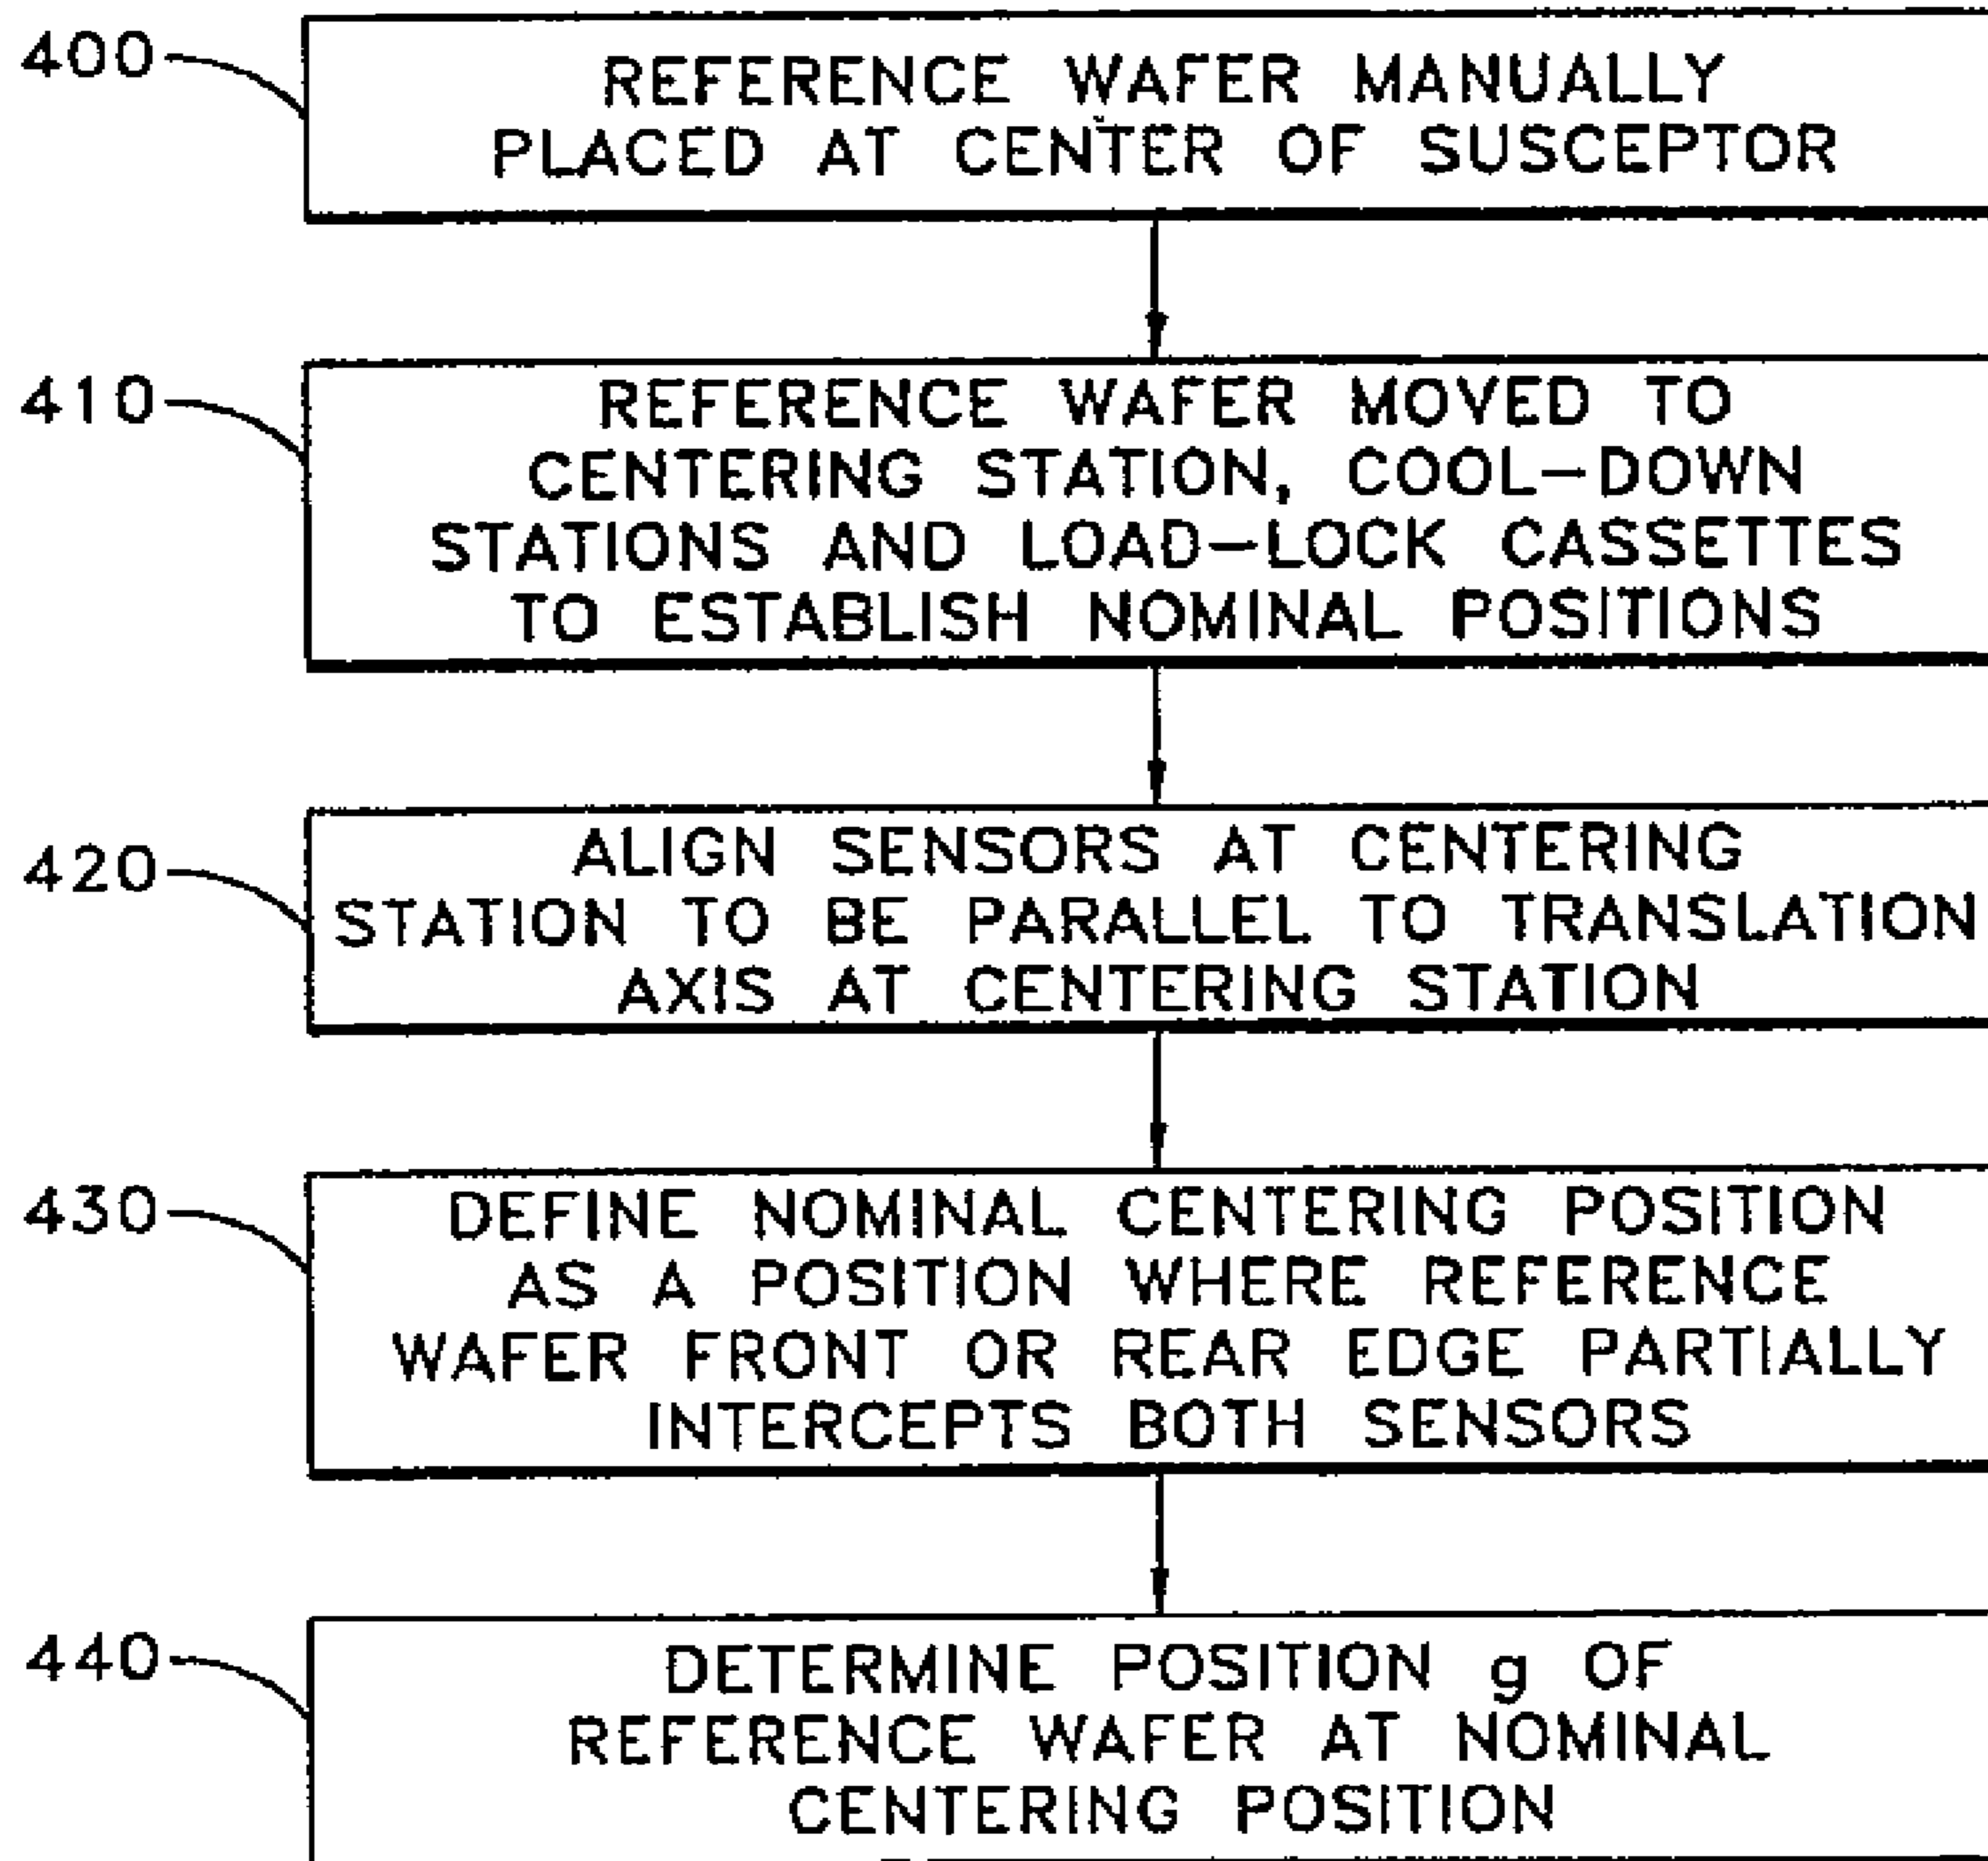 400
REFERENCE WAFER MANUALLY
PLACED AT CENTER OF SUSCEPTOR
410
REFERENCE WAFER MOVED TO
CENTERING STATION, COOL-DOWN
STATIONS AND LOAD-LOCK CASSETTES
TO ESTABLISH NOMINAL POSITIONS
420
ALIGN SENSORS AT CENTERING
STATION TO BE PARALLEL TO TRANSLATION
AXIS AT CENTERING STATION
430
DEFINE NOMINAL CENTERING POSITION
AS A POSITION WHERE REFERENCE
WAFER FRONT OR REAR EDGE PARTIALLY
INTERCEPTS BOTH SENSORS
440
DETERMINE POSITION g OF
REFERENCE WAFER AT NOMINAL
CENTERING POSITION